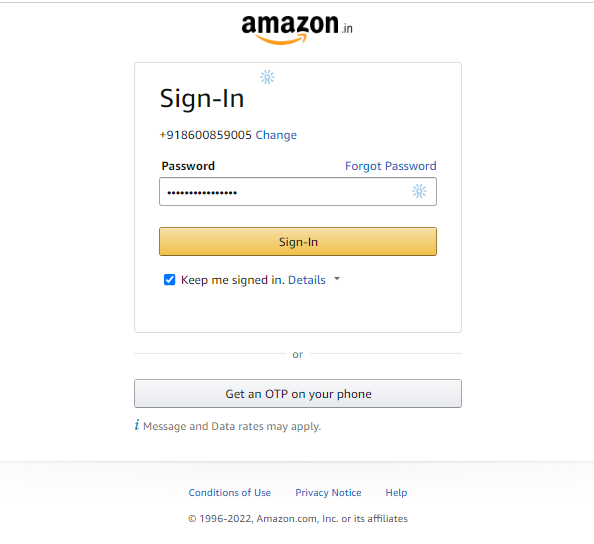 amazon.in
Sign-In
+918600859005 Change
Password Forgot Password
••••••••••••••••
Sign-In
Keep me signed in. Details
or
Get an OTP on your phone
i Message and Data rates may apply.
Conditions of Use Privacy Notice Help
© 1996-2022, Amazon.com, Inc. or its affiliates